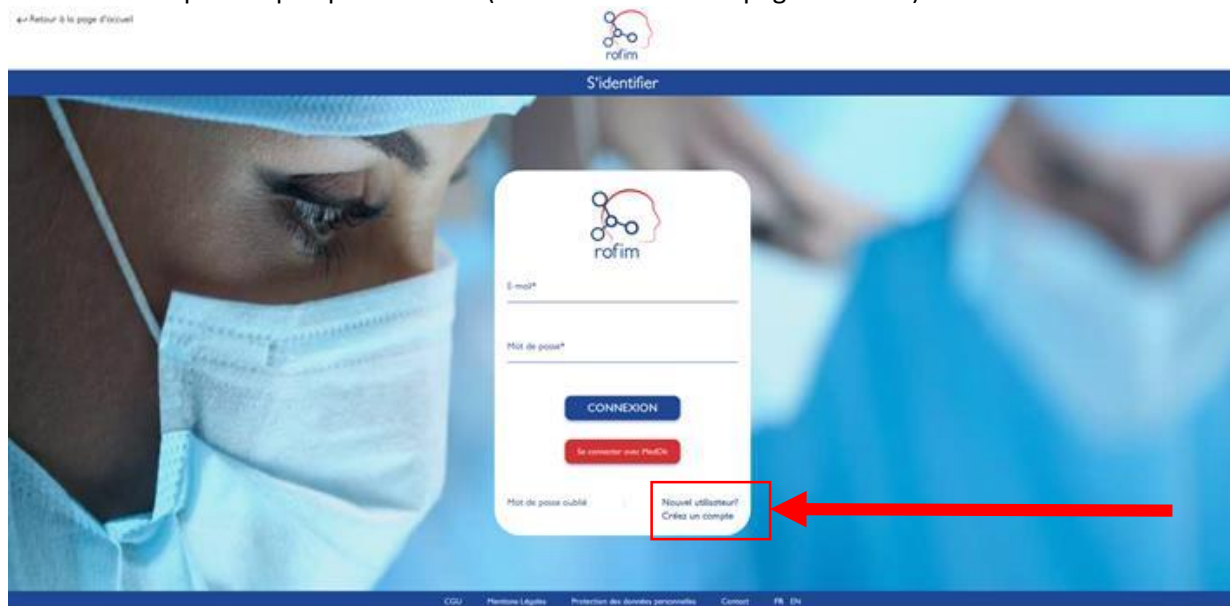 ← Retour à la page d'accueil
rofim
S'identifier
rofim
E-mail*
Mot de passe*
CONNEXION
Se connecter avec MedDit
Mot de passe oublié
Nouvel utilisateur?
Créez un compte
CGU Mentions Légales Protection des données personnelles Contact FR EN